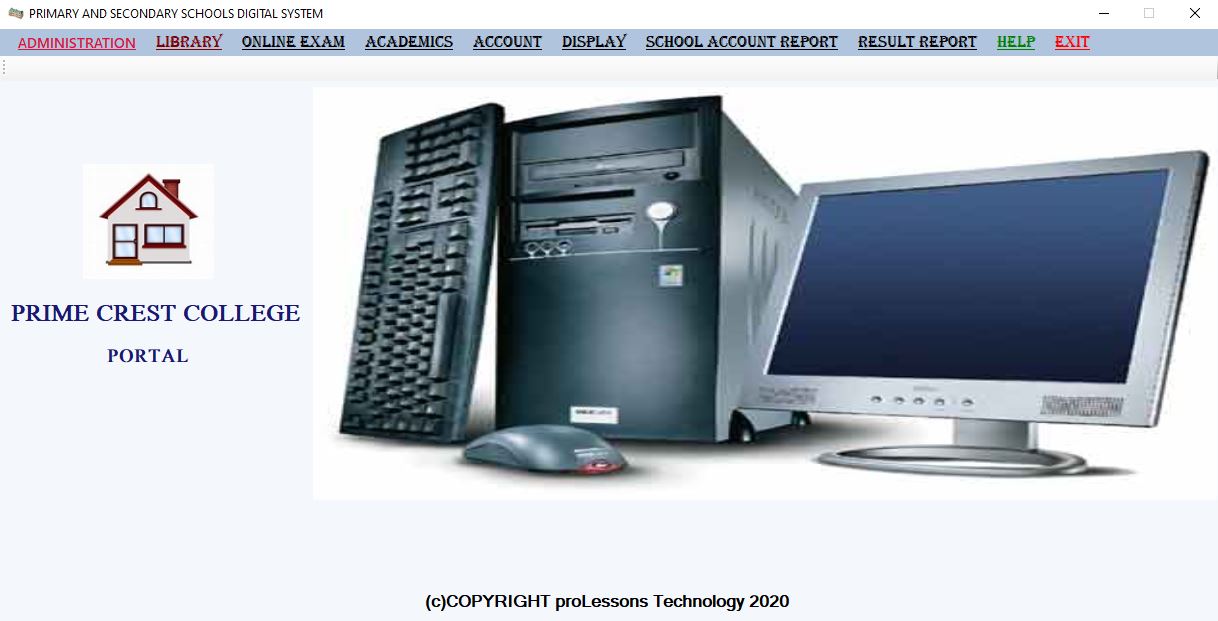 PRIMARY AND SECONDARY SCHOOLS DIGITAL SYSTEM
ADMINISTRATION LIBRARY ONLINE EXAM ACADEMICS ACCOUNT DISPLAY SCHOOL ACCOUNT REPORT RESULT REPORT HELP EXIT
PRIME CREST COLLEGE
PORTAL
(c)COPYRIGHT proLessons Technology 2020